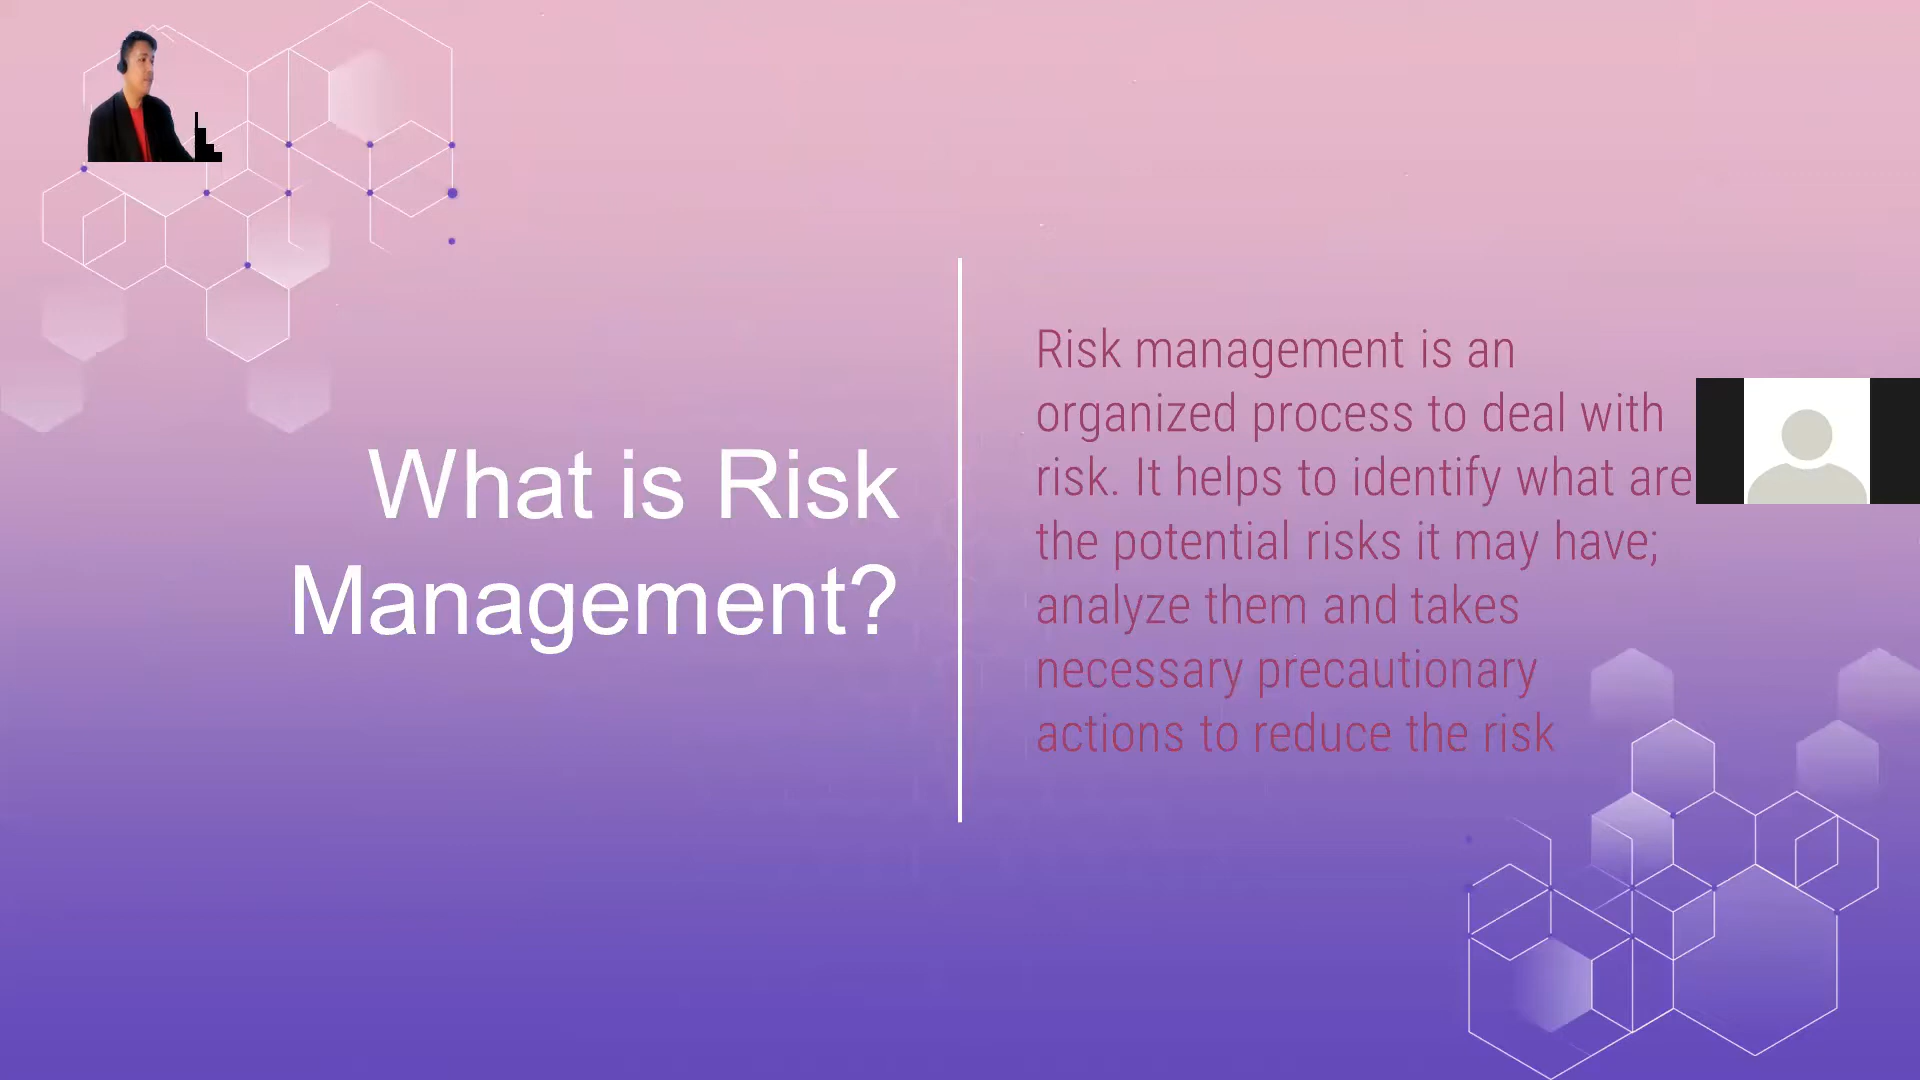 What is Risk
Management?
Risk management is an
organized process to deal with
risk. It helps to identify what are
the potential risks it may have;
analyze them and takes
necessary precautionary
actions to reduce the risk